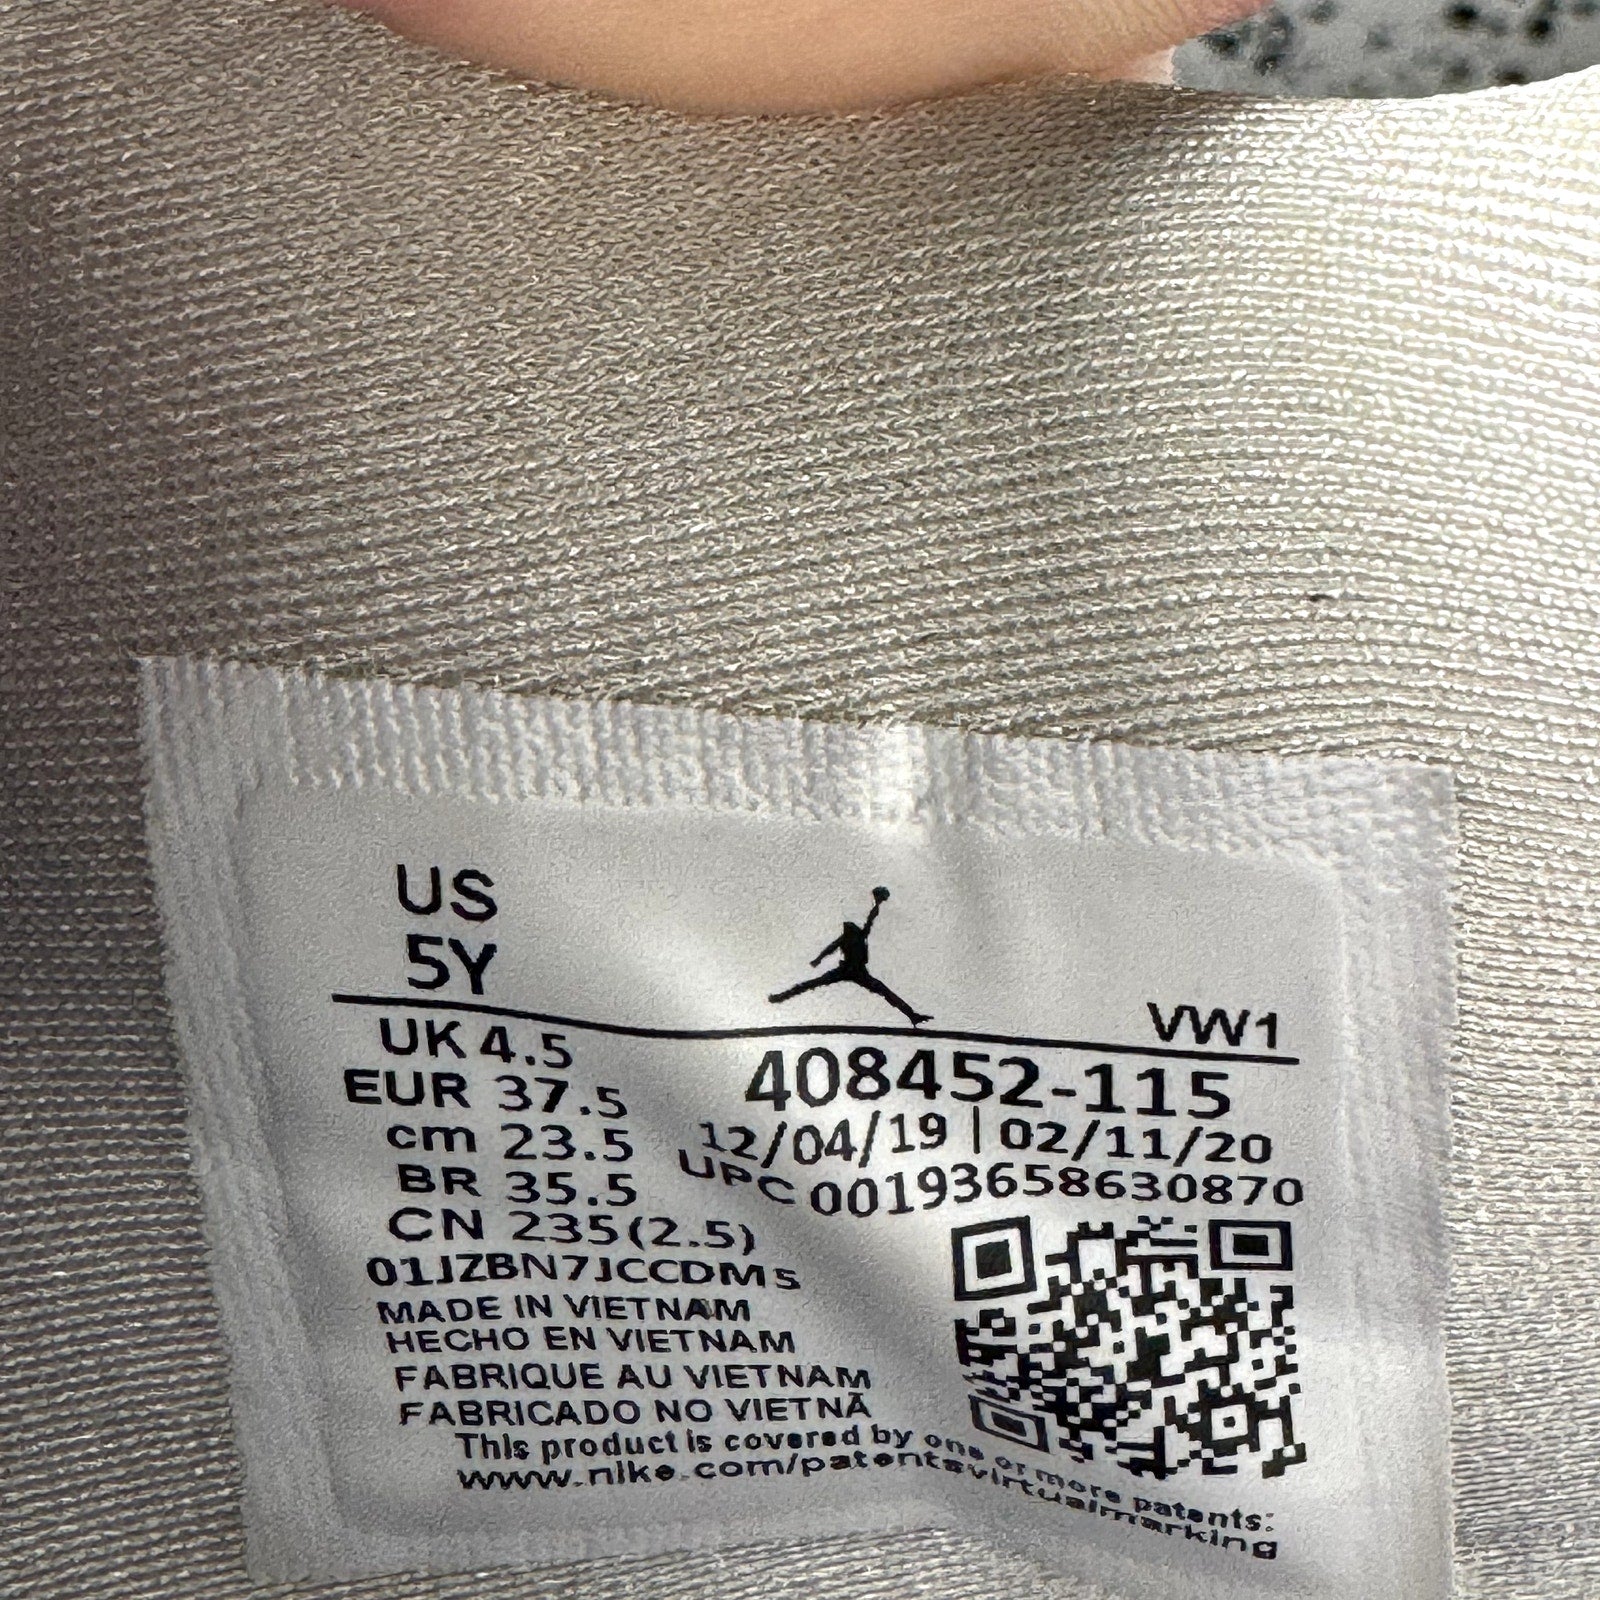 US
5Y
VW1
UK 4.5
EUR 37.5
cm 23.5
BR 35.5
CN 235(2.5)
408452-115
12/04/19 | 02/11/20
UPC 00193658630870
01JZBN7JCCDM5
MADE IN VIETNAM
HECHO EN VIETNAM
FABRIQUE AU VIETNAM
FABRICADO NO VIETNÃ
This product is covered by one or more patents:
www.nike.com/patentsvirtualmarking